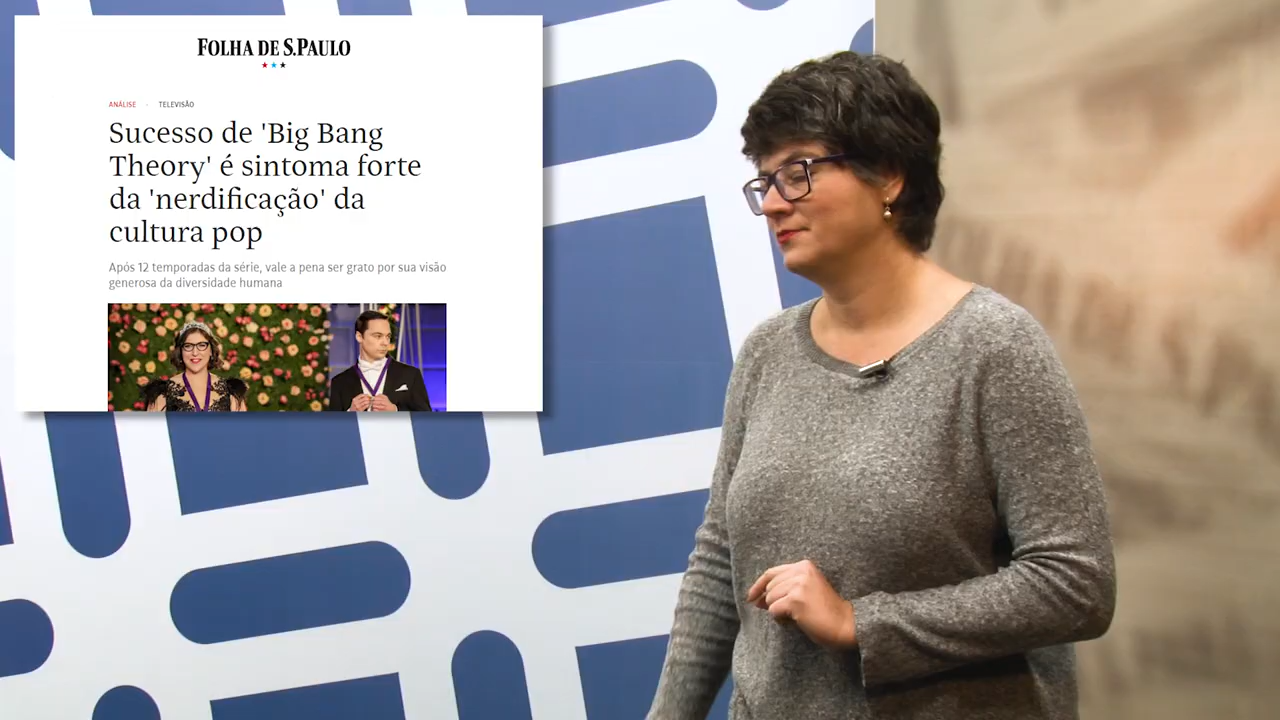 FOLHA DE S.PAULO
ANÁLISE · TELEVISÃO
Sucesso de 'Big Bang
Theory' é sintoma forte
da 'nerdificação' da
cultura pop
Após 12 temporadas da série, vale a pena ser grato por sua visão
generosa da diversidade humana